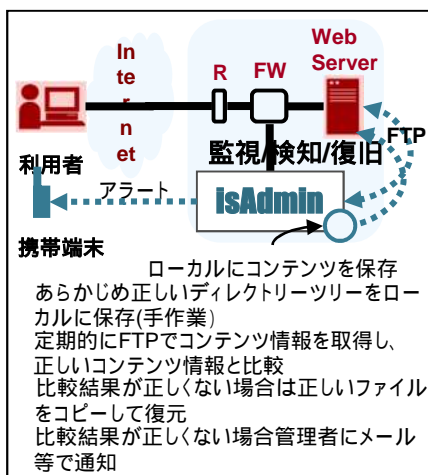 Internet
R
FW
Web
Server
FTP
利用者
監視/検知/復旧
アラート
isAdmin
携帯端末
ローカルにコンテンツを保存
あらかじめ正しいディレクトリーツリーをロー
カルに保存(手作業)
定期的にFTPでコンテンツ情報を取得し、
正しいコンテンツ情報と比較
比較結果が正しくない場合は正しいファイル
をコピーして復元
比較結果が正しくない場合管理者にメール
等で通知